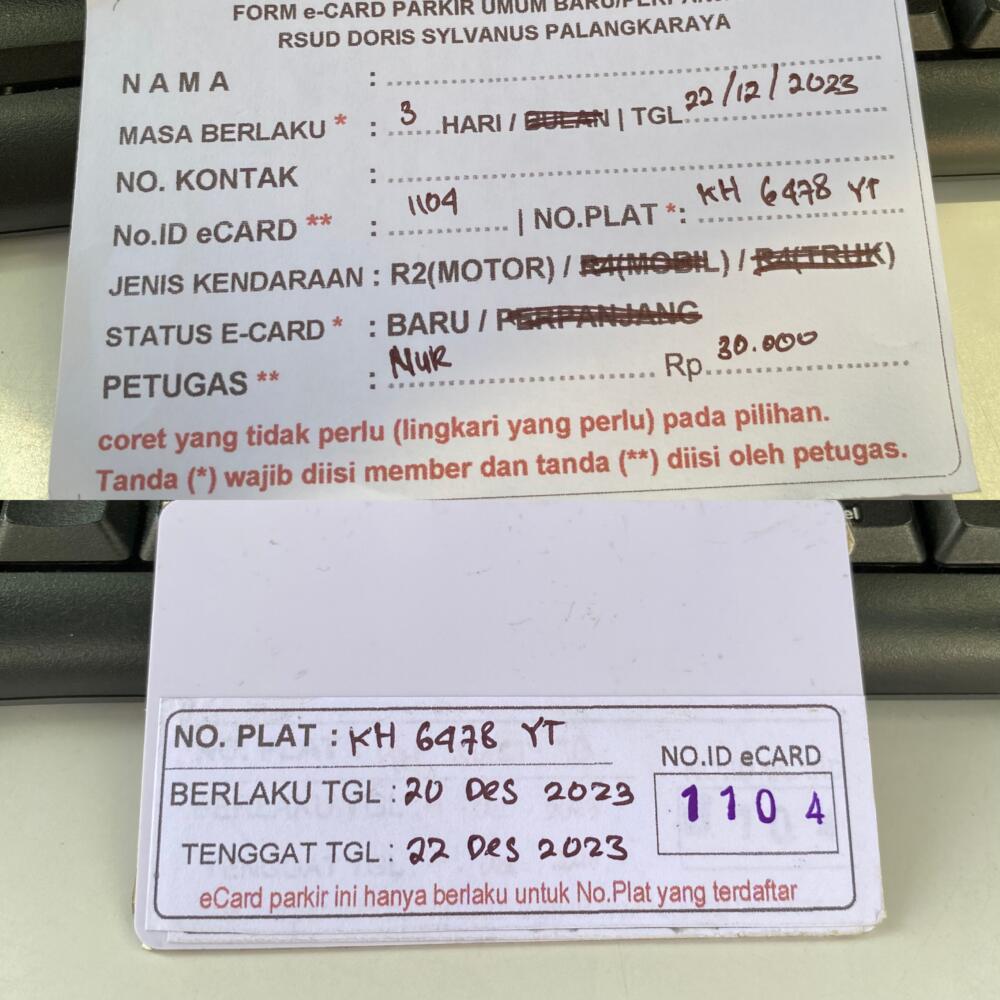 FORM e-CARD PARKIR UMUM BARU/
RSUD DORIS SYLVANUS PALANGKARAYA
N A M A :
MASA BERLAKU * : 3 HARI / BULAN | TGL 22/12/2023
NO. KONTAK :
No.ID eCARD ** : 1104 | NO.PLAT *: KH 6478 YT
JENIS KENDARAAN : R2(MOTOR) / R4(MOBIL) / R4(TRUK)
STATUS E-CARD * : BARU / PERPANJANG
PETUGAS ** : NUR Rp 30.000
coret yang tidak perlu (lingkari yang perlu) pada pilihan.
Tanda (*) wajib diisi member dan tanda (**) diisi oleh petugas.
NO. PLAT : KH 6478 YT
NO.ID eCARD
BERLAKU TGL : 20 Des 2023
1104
TENGGAT TGL : 22 Des 2023
eCard parkir ini hanya berlaku untuk No.Plat yang terdaftar